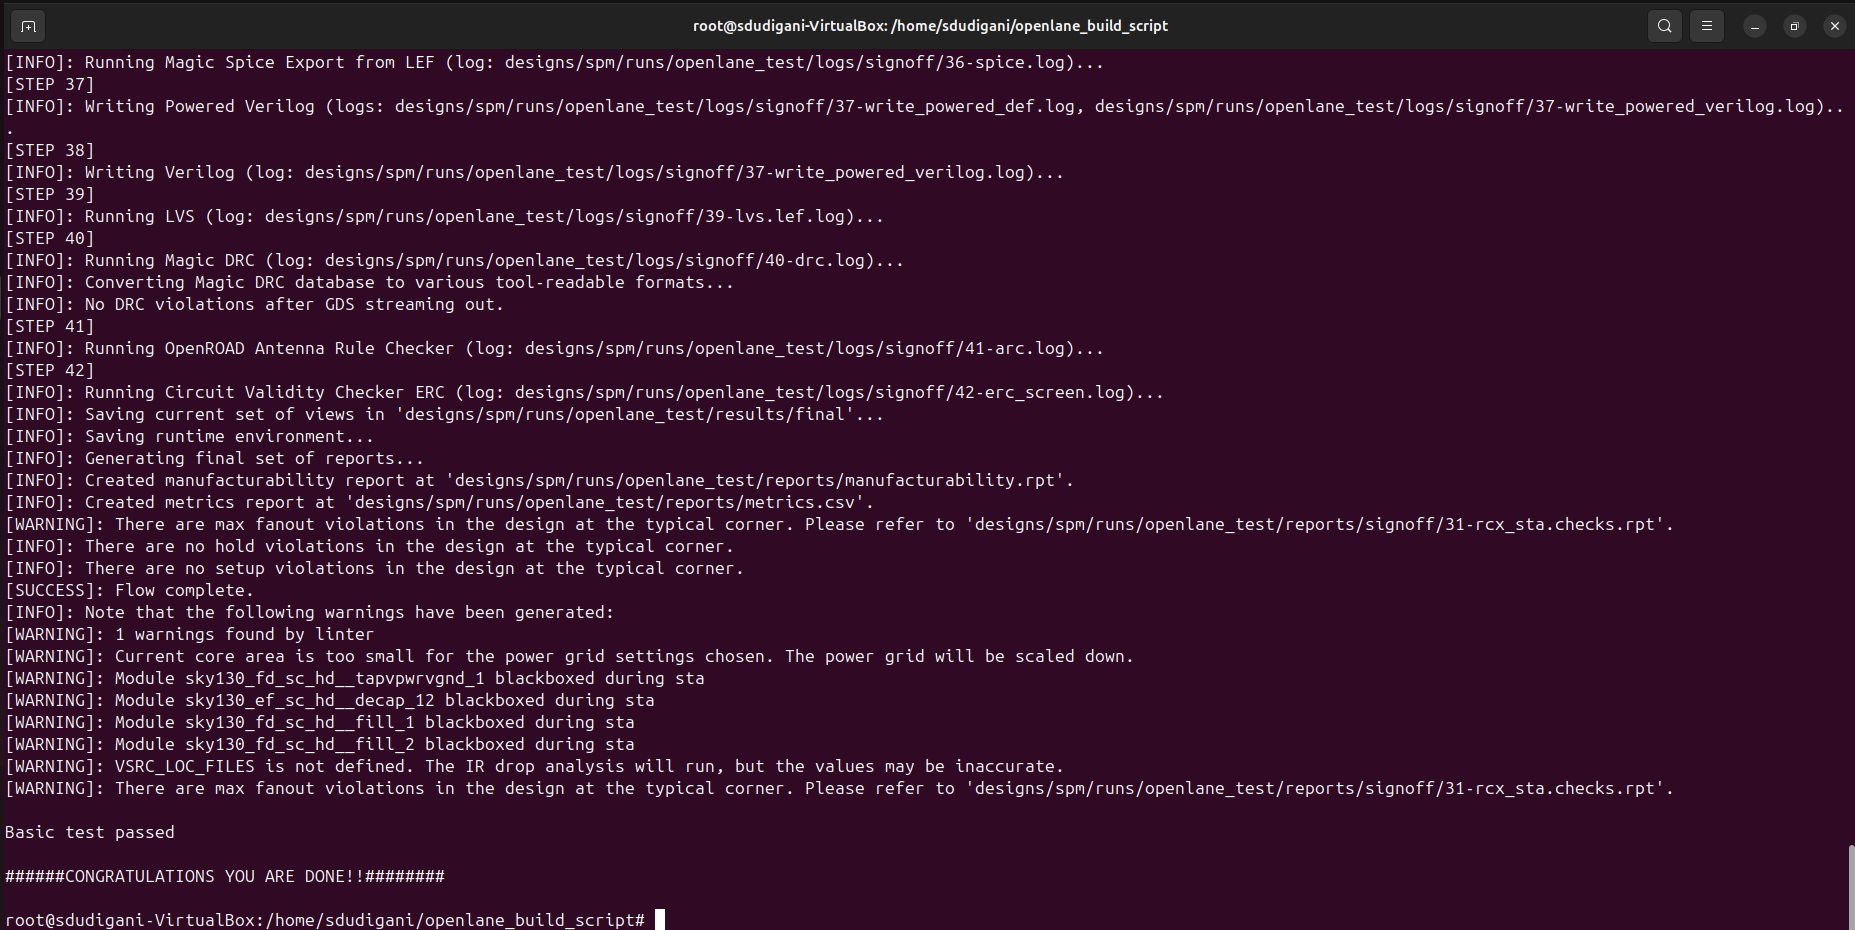 root@sdudigani-VirtualBox: /home/sdudigani/openlane_build_script
[INFO]: Running Magic Spice Export from LEF (log: designs/spm/runs/openlane_test/logs/signoff/36-spice.log)...
[STEP 37]
[INFO]: Writing Powered Verilog (logs: designs/spm/runs/openlane_test/logs/signoff/37-write_powered_def.log, designs/spm/runs/openlane_test/logs/signoff/37-write_powered_verilog.log)..
.
[STEP 38]
[INFO]: Writing Verilog (log: designs/spm/runs/openlane_test/logs/signoff/37-write_powered_verilog.log)...
[STEP 39]
[INFO]: Running LVS (log: designs/spm/runs/openlane_test/logs/signoff/39-lvs.lef.log)...
[STEP 40]
[INFO]: Running Magic DRC (log: designs/spm/runs/openlane_test/logs/signoff/40-drc.log)...
[INFO]: Converting Magic DRC database to various tool-readable formats...
[INFO]: No DRC violations after GDS streaming out.
[STEP 41]
[INFO]: Running OpenROAD Antenna Rule Checker (log: designs/spm/runs/openlane_test/logs/signoff/41-arc.log)...
[STEP 42]
[INFO]: Running Circuit Validity Checker ERC (log: designs/spm/runs/openlane_test/logs/signoff/42-erc_screen.log)...
[INFO]: Saving current set of views in 'designs/spm/runs/openlane_test/results/final'...
[INFO]: Saving runtime environment...
[INFO]: Generating final set of reports...
[INFO]: Created manufacturability report at 'designs/spm/runs/openlane_test/reports/manufacturability.rpt'.
[INFO]: Created metrics report at 'designs/spm/runs/openlane_test/reports/metrics.csv'.
[WARNING]: There are max fanout violations in the design at the typical corner. Please refer to 'designs/spm/runs/openlane_test/reports/signoff/31-rcx_sta.checks.rpt'.
[INFO]: There are no hold violations in the design at the typical corner.
[INFO]: There are no setup violations in the design at the typical corner.
[SUCCESS]: Flow complete.
[INFO]: Note that the following warnings have been generated:
[WARNING]: 1 warnings found by linter
[WARNING]: Current core area is too small for the power grid settings chosen. The power grid will be scaled down.
[WARNING]: Module sky130_fd_sc_hd__tapvpwrvgnd_1 blackboxed during sta
[WARNING]: Module sky130_ef_sc_hd__decap_12 blackboxed during sta
[WARNING]: Module sky130_fd_sc_hd__fill_1 blackboxed during sta
[WARNING]: Module sky130_fd_sc_hd__fill_2 blackboxed during sta
[WARNING]: VSRC_LOC_FILES is not defined. The IR drop analysis will run, but the values may be inaccurate.
[WARNING]: There are max fanout violations in the design at the typical corner. Please refer to 'designs/spm/runs/openlane_test/reports/signoff/31-rcx_sta.checks.rpt'.
Basic test passed
######CONGRATULATIONS YOU ARE DONE!!########
root@sdudigani-VirtualBox:/home/sdudigani/openlane_build_script#